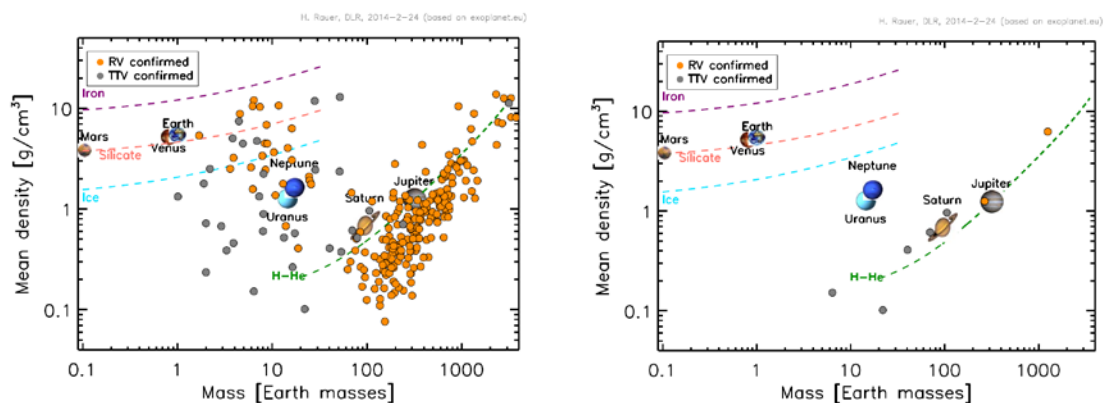 H. Rauer, DLR, 2014-2-24 (based on exoplanet.eu)
RV confirmed
TTV confirmed
Iron
Earth
Mars
Venus
Silicate
Ice
Neptune
Uranus
Saturn
Jupiter
H-He
10
1
0.1
Mean density [g/cm³]
0.1
1
10
100
1000
Mass [Earth masses]
H. Rauer, DLR, 2014-2-24 (based on exoplanet.eu)
RV confirmed
TTV confirmed
Iron
Earth
Mars
Venus
Silicate
Ice
Neptune
Uranus
Saturn
Jupiter
H-He
10
1
0.1
Mean density [g/cm³]
0.1
1
10
100
1000
Mass [Earth masses]